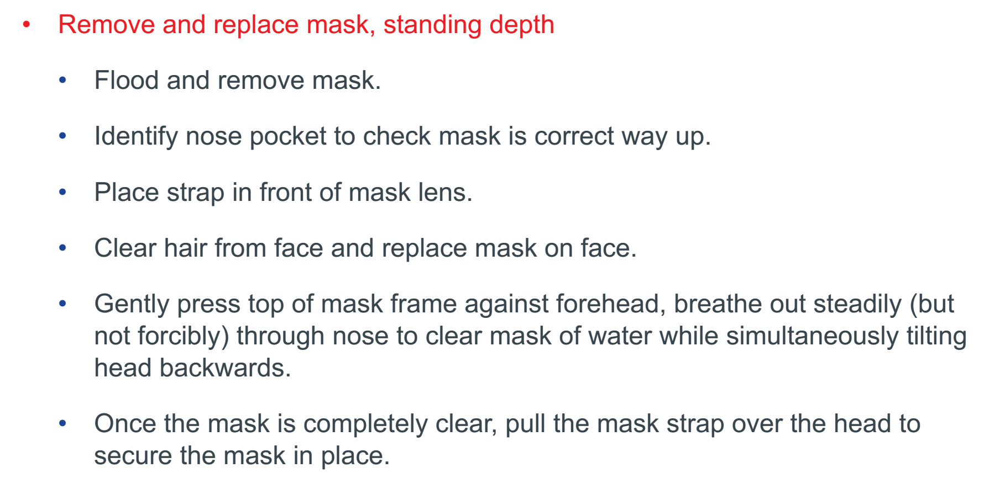 • Remove and replace mask, standing depth
• Flood and remove mask.
• Identify nose pocket to check mask is correct way up.
• Place strap in front of mask lens.
• Clear hair from face and replace mask on face.
• Gently press top of mask frame against forehead, breathe out steadily (but
not forcibly) through nose to clear mask of water while simultaneously tilting
head backwards.
• Once the mask is completely clear, pull the mask strap over the head to
secure the mask in place.